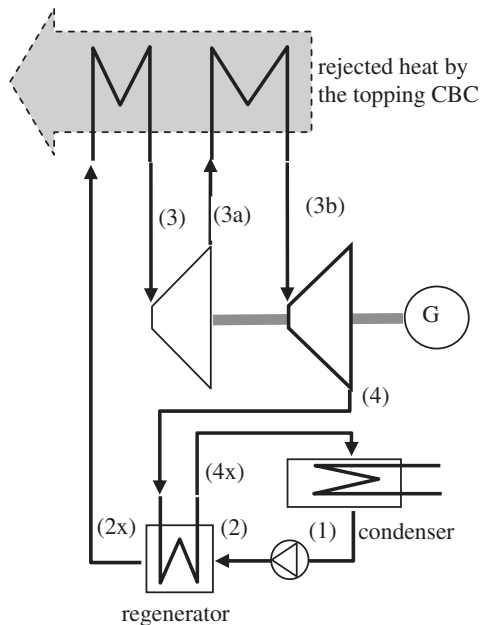 rejected heat by
the topping CBC
(3)
(3a)
(3b)
G
(4)
(4x)
(2x)
(2)
(1)
condenser
regenerator